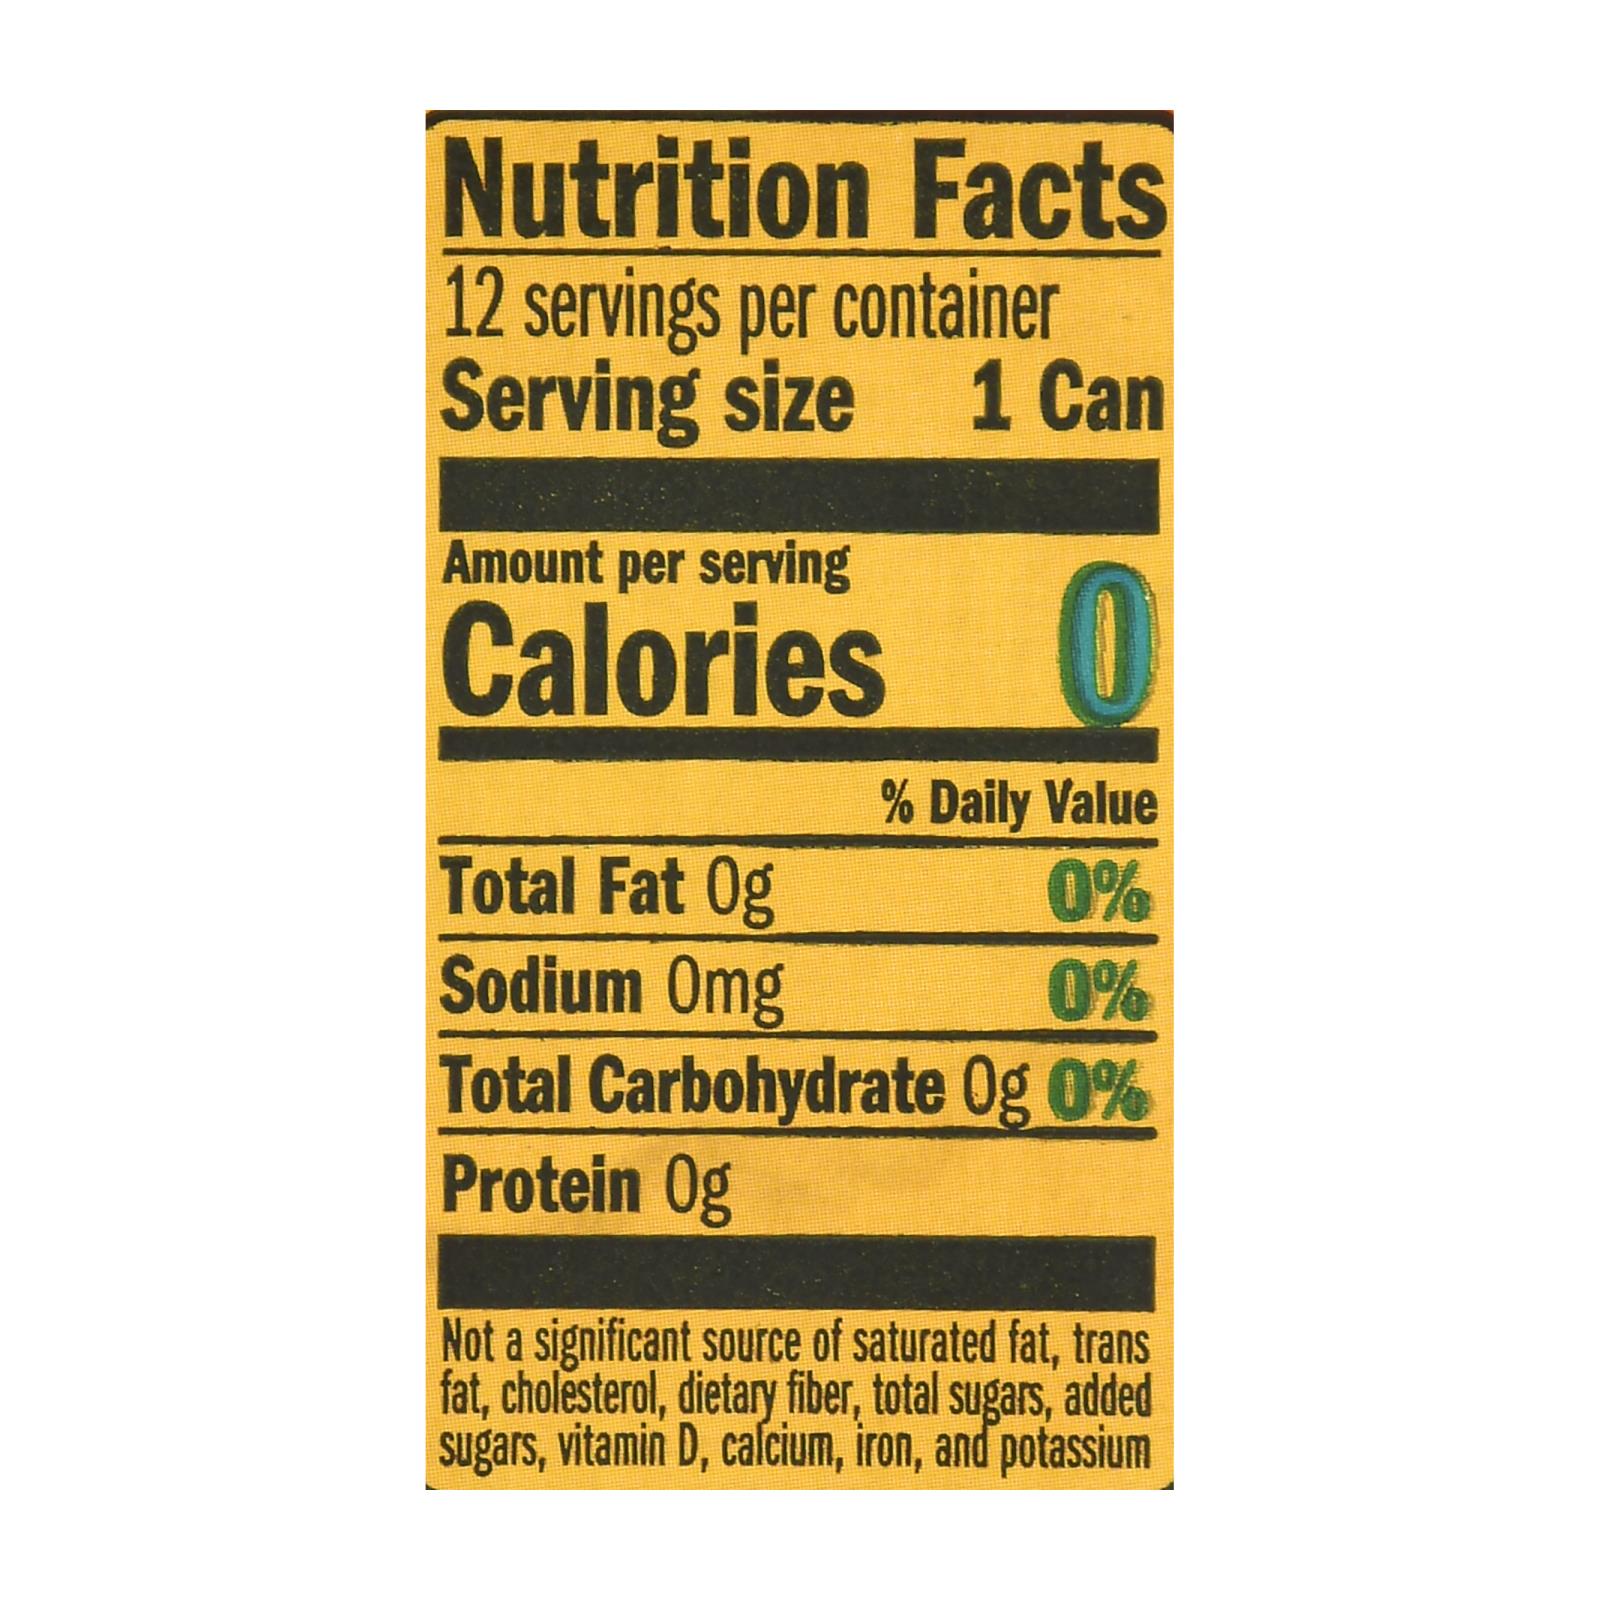 Nutrition Facts
12 servings per container
Serving size 1 Can
Amount per serving
Calories 0
% Daily Value
Total Fat 0g 0%
Sodium 0mg 0%
Total Carbohydrate 0g 0%
Protein 0g
Not a significant source of saturated fat, trans
fat, cholesterol, dietary fiber, total sugars, added
sugars, vitamin D, calcium, iron, and potassium